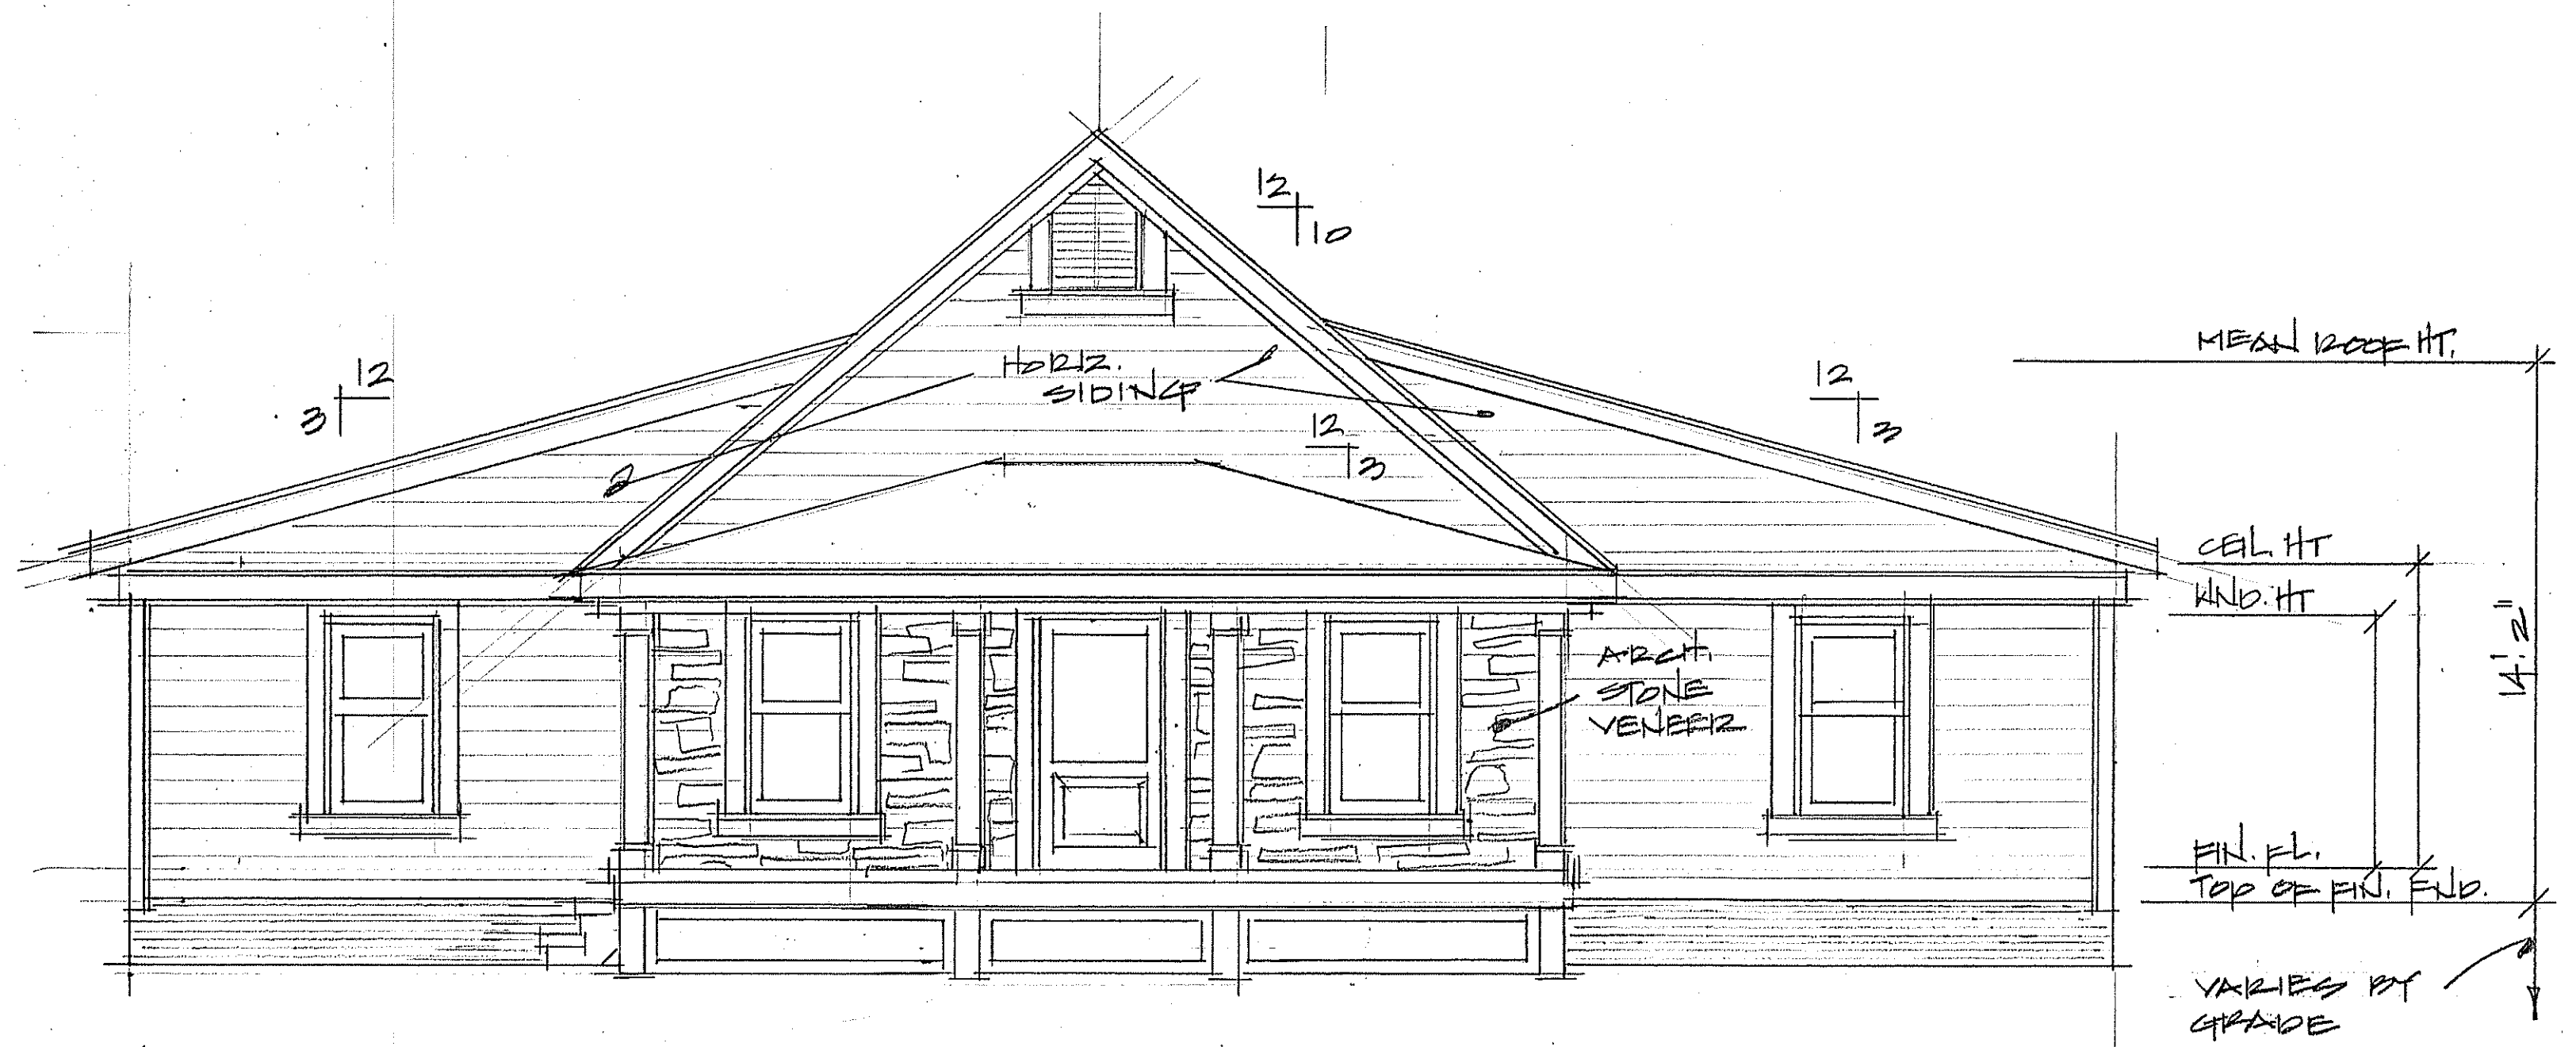 12
10
MEAN ROOF HT.
12
3
HORIZ.
SIDING
12
3
12
3
CEIL. HT
WND. HT
14'.2"
ARCH.
STONE
VENEER
FIN. FL.
TOP OF FIN. FND.
VARIES BY
GRADE